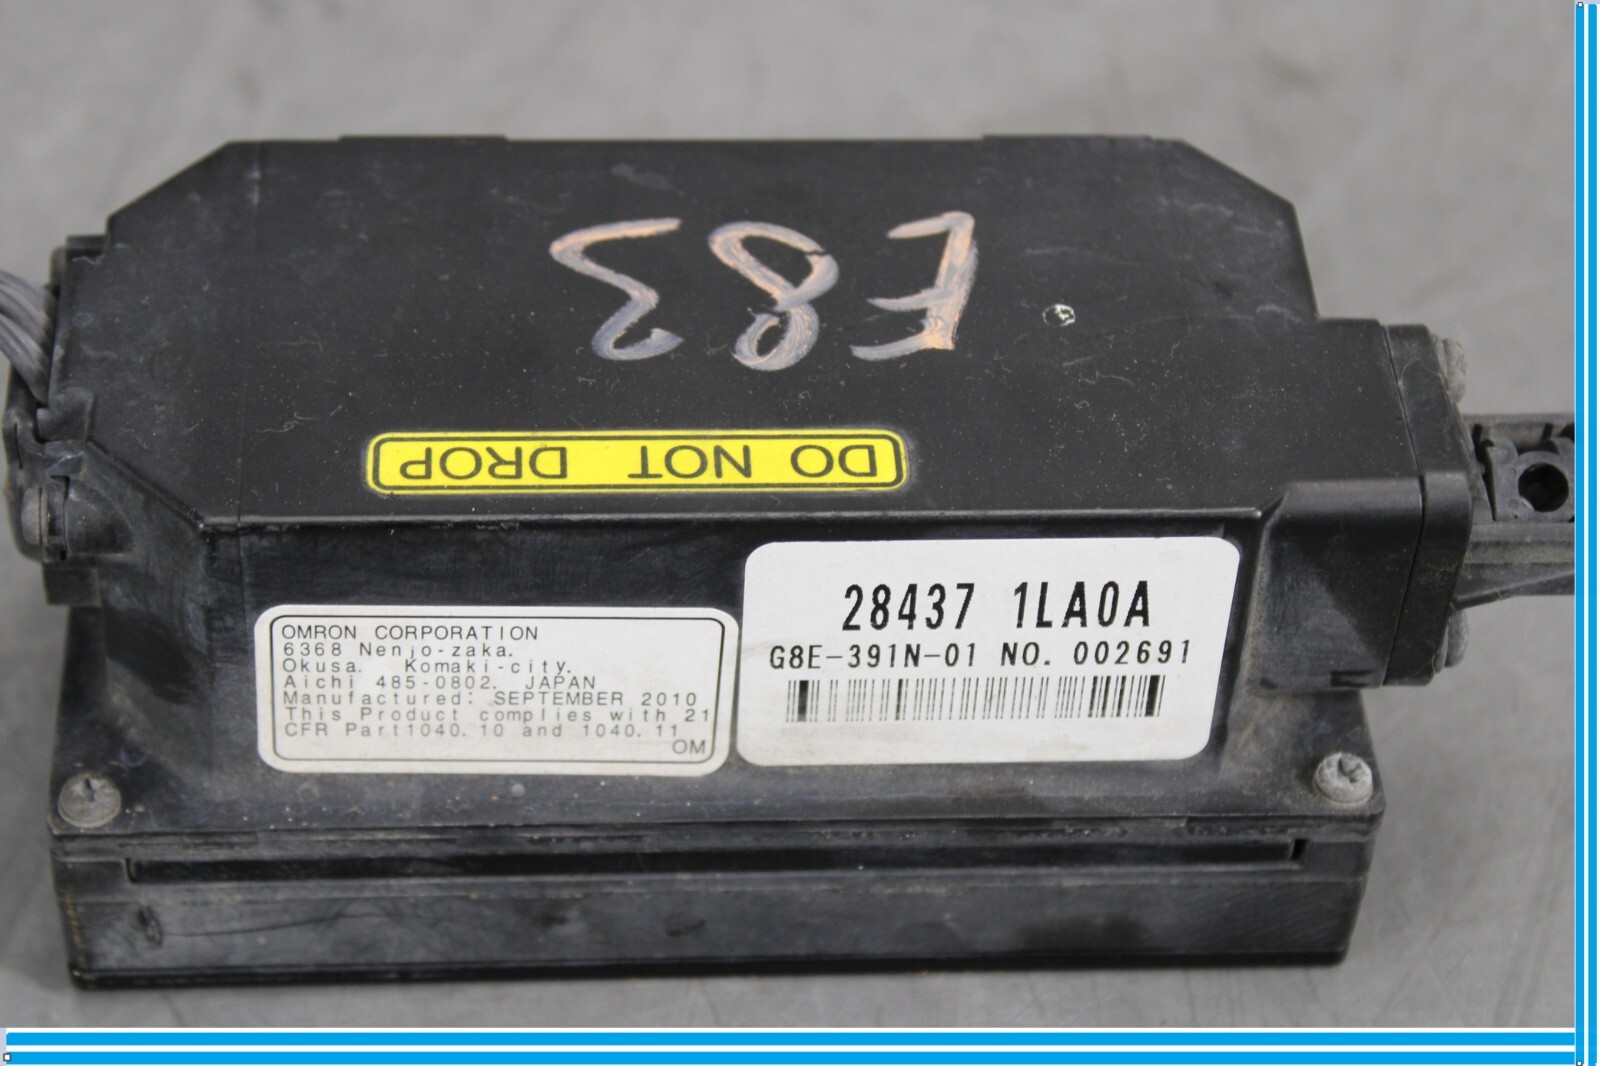 E83
DO NOT DROP
OMRON CORPORATION
6368 Nenjo-zaka.
Okusa. Komaki-city.
Aichi 485-0802. JAPAN
Manufactured: SEPTEMBER 2010
This Product complies with 21
CFR Part1040.10 and 1040.11
OM
28437 1LA0A
G8E-391N-01 NO. 002691